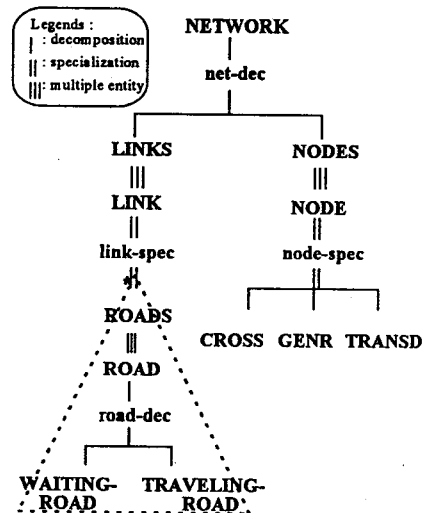 Legends :
| : decomposition
|| : specialization
||| : multiple entity
NETWORK
net-dec
LINKS NODES
LINK NODE
link-spec node-spec
ROADS
CROSS GENR TRANSD
ROAD
road-dec
WAITING-
ROAD
TRAVELING-
ROAD